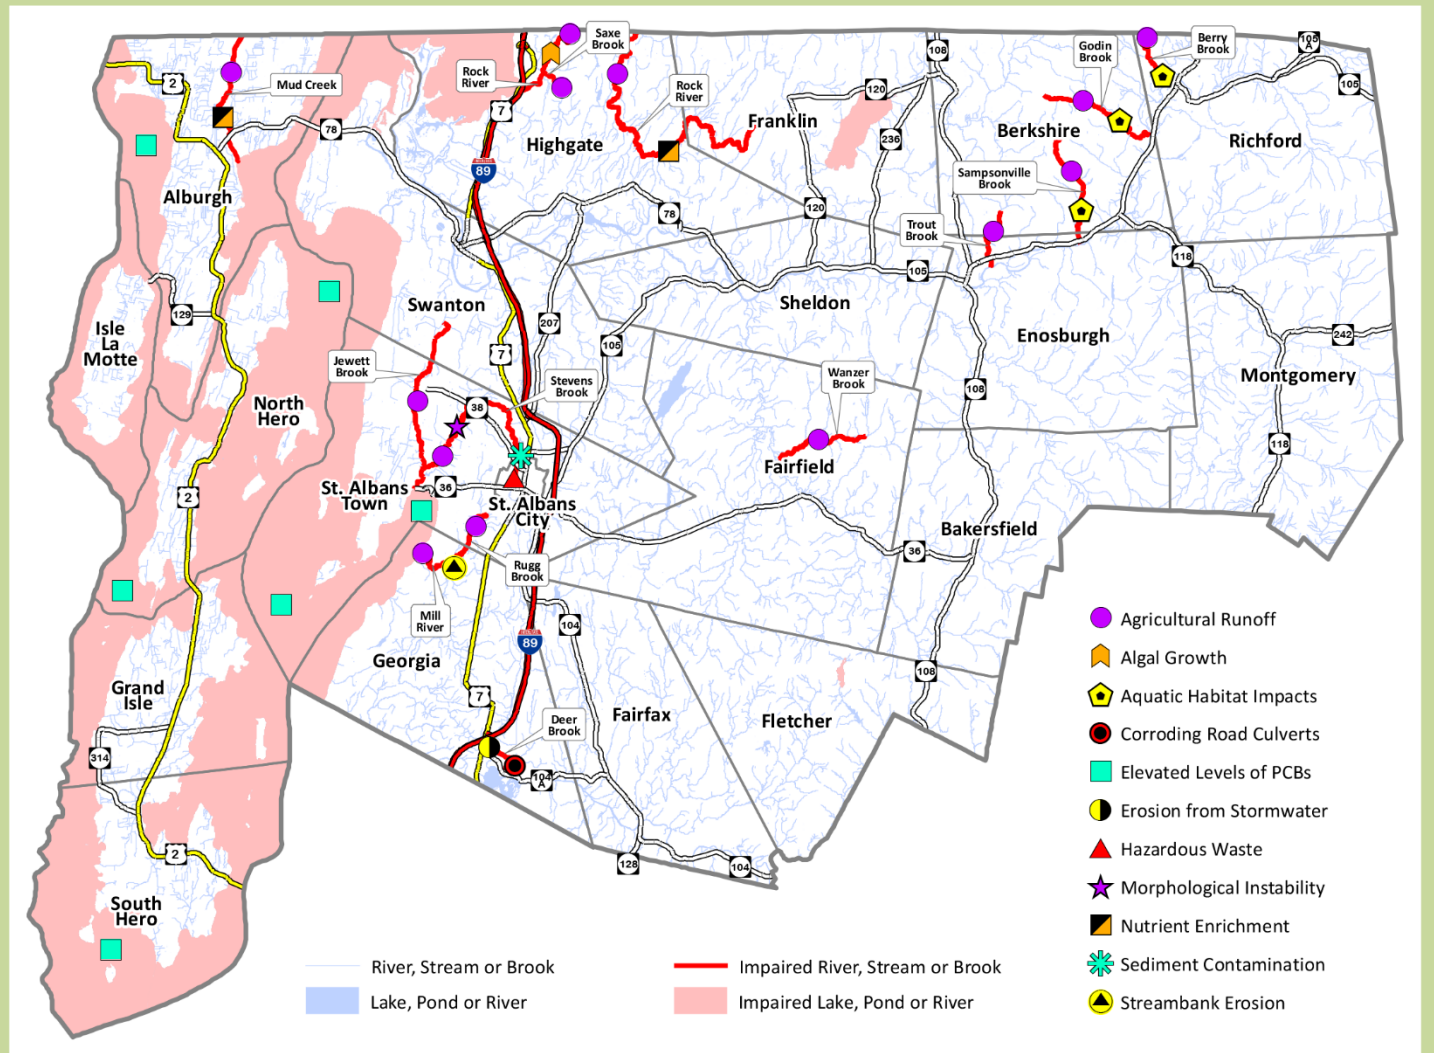 Saxe
Brook
Rock
River
Mud Creek
Rock
River
Godin
Brook
Berry
Brook
2
78
7
89
108
120
236
105
A
105
Highgate
Franklin
Berkshire
Richford
Alburgh
Sampsonville
Brook
Trout
Brook
78
120
105
118
129
Swanton
Sheldon
Enosburgh
Isle
La
Motte
207
105
7
242
Jewett
Brook
Stevens
Brook
Wanzer
Brook
108
Montgomery
North
Hero
38
118
Fairfield
St. Albans
Town
36
2
St. Albans
City
Bakersfield
36
Rugg
Brook
Mill
River
104
89
Georgia
108
Grand
Isle
7
Deer
Brook
Fairfax
Fletcher
314
104
A
2
128
104
South
Hero
Agricultural Runoff
Algal Growth
Aquatic Habitat Impacts
Corroding Road Culverts
Elevated Levels of PCBs
Erosion from Stormwater
Hazardous Waste
Morphological Instability
Nutrient Enrichment
Sediment Contamination
Streambank Erosion
River, Stream or Brook
Lake, Pond or River
Impaired River, Stream or Brook
Impaired Lake, Pond or River